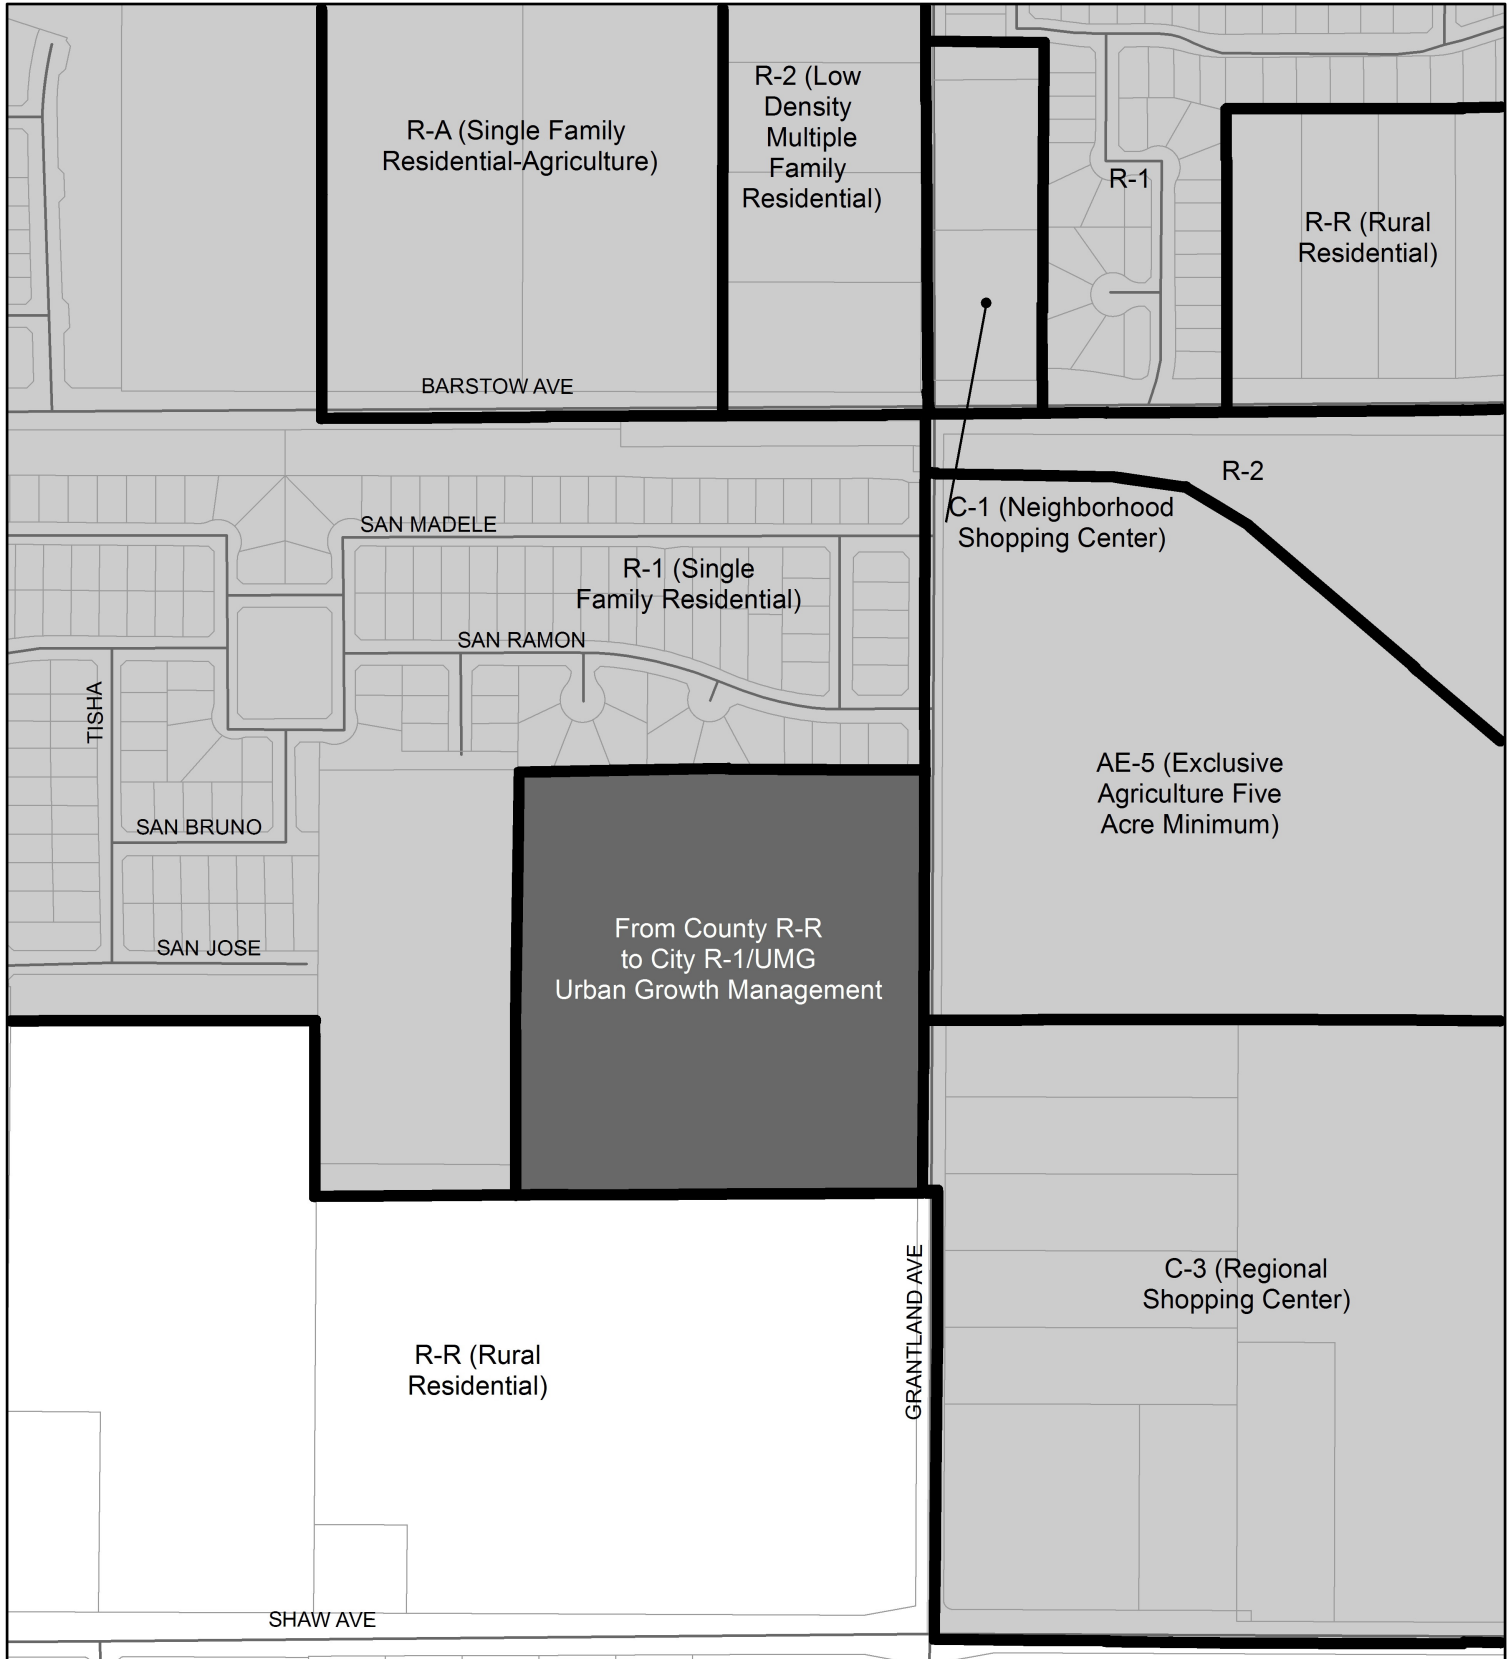 R-A (Single Family
Residential-Agriculture)
R-2 (Low
Density
Multiple
Family
Residential)
R-1
R-R (Rural
Residential)
BARSTOW AVE
R-2
C-1 (Neighborhood
Shopping Center)
SAN MADELE
R-1 (Single
Family Residential)
SAN RAMON
TISHA
AE-5 (Exclusive
Agriculture Five
Acre Minimum)
SAN BRUNO
From County R-R
to City R-1/UMG
Urban Growth Management
SAN JOSE
C-3 (Regional
Shopping Center)
GRANTLAND AVE
R-R (Rural
Residential)
SHAW AVE